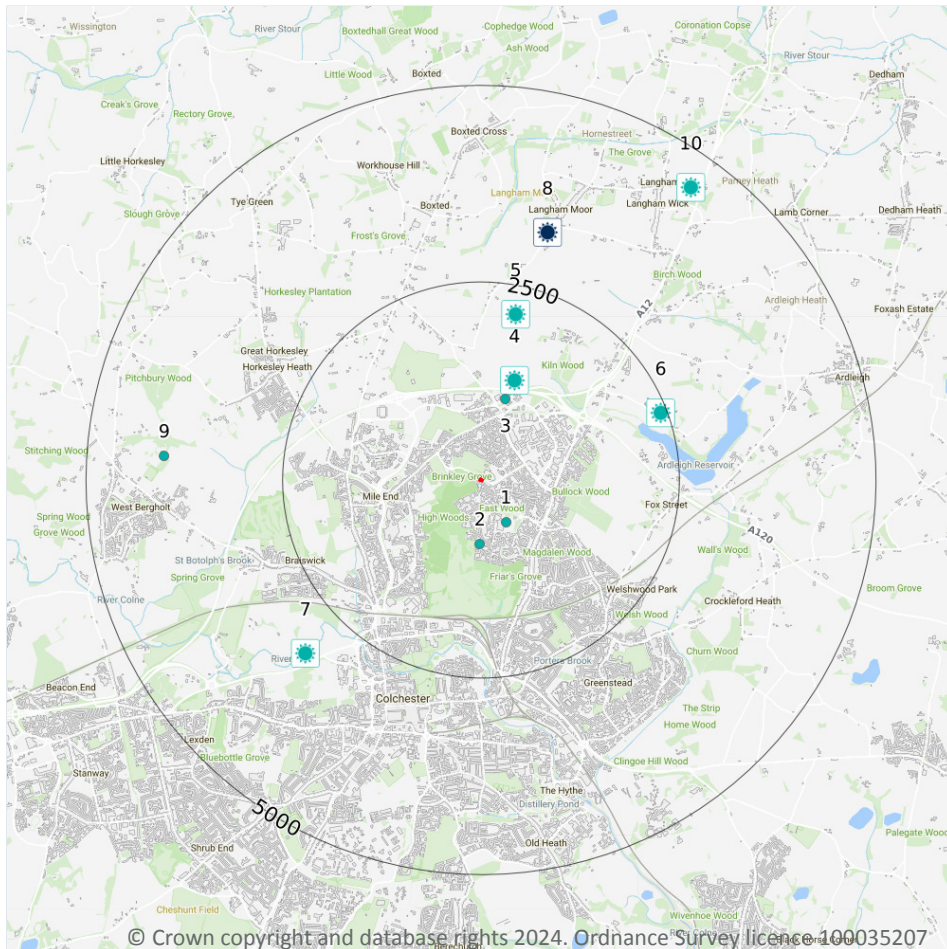 Wissington
River Stour
Cophedge Wood
Coronation Copse
Boxtedhall Great Wood
Ash Wood
River Stour
Little Wood
Boxted
Dedham
Creak's Grove
Rectory Grove
Boxted Cross
Hornestreet
10
Little Horkesley
Workhouse Hill
The Grove
Langham
Parney Heath
8
Tye Green
Langham M
Langham Wick
Slough Grove
Boxted
Langham Moor
Lamb Corner
Dedham Heath
Frost's Grove
5
Birch Wood
2500
Horkesley Plantation
A12
Ardleigh Heath
Foxash Estate
4
Great Horkesley
Kiln Wood
Horkesley Heath
6
Pitchbury Wood
Ardleigh
9
3
Stitching Wood
Ardleigh Reservoir
Brinkley Grove
Mile End
1
Bullock Wood
West Bergholt
East Wood
Fox Street
Spring Wood
Grove Wood
High Woods
2
A120
St Botolph's Brook
Braiswick
Magdalen Wood
Wall's Wood
Spring Grove
Friar's Grove
Welshwood Park
Broom Grove
River Colne
7
Crockleford Heath
Welsh Wood
River
Porters Brook
Churn Wood
Beacon End
Greenstead
Colchester
The Strip
Home Wood
Lexden
Bluebottle Grove
Clingoe Hill Wood
Stanway
The Hythe
Distillery Pond
5000
Palegate Wood
Shrub End
Old Heath
Cheshunt Field
Wivenhoe Wood
River Colne
© Crown copyright and database rights 2024. Ordnance Survey licence 100035207.